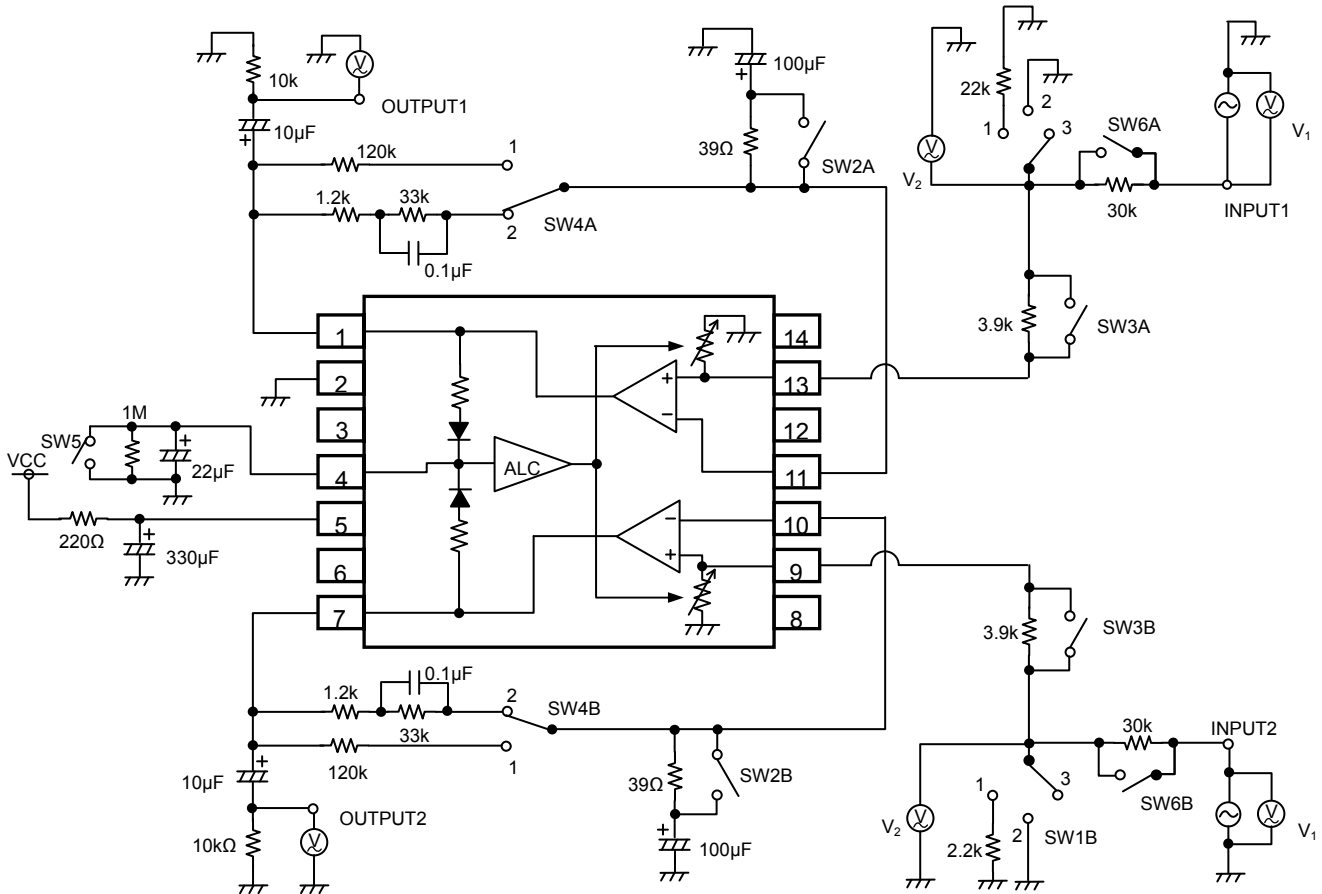 10k
V
OUTPUT1
10µF
+
120k
1
1.2k
33k
2
SW4A
0.1µF
100µF
+
39Ω
SW2A
22k
2
1
3
SW6A
V
V₂
30k
V
V₁
INPUT1
3.9k
SW3A
1
2
3
4
5
6
7
14
13
12
11
10
9
8
+
−
ALC
−
+
1M
SW5
+
22µF
VCC
220Ω
+
330µF
0.1µF
1.2k
33k
2
SW4B
120k
1
10µF
+
OUTPUT2
10kΩ
V
39Ω
SW2B
+
100µF
3.9k
SW3B
30k
INPUT2
SW6B
V₂
V
1
3
2
SW1B
2.2k
V
V₁